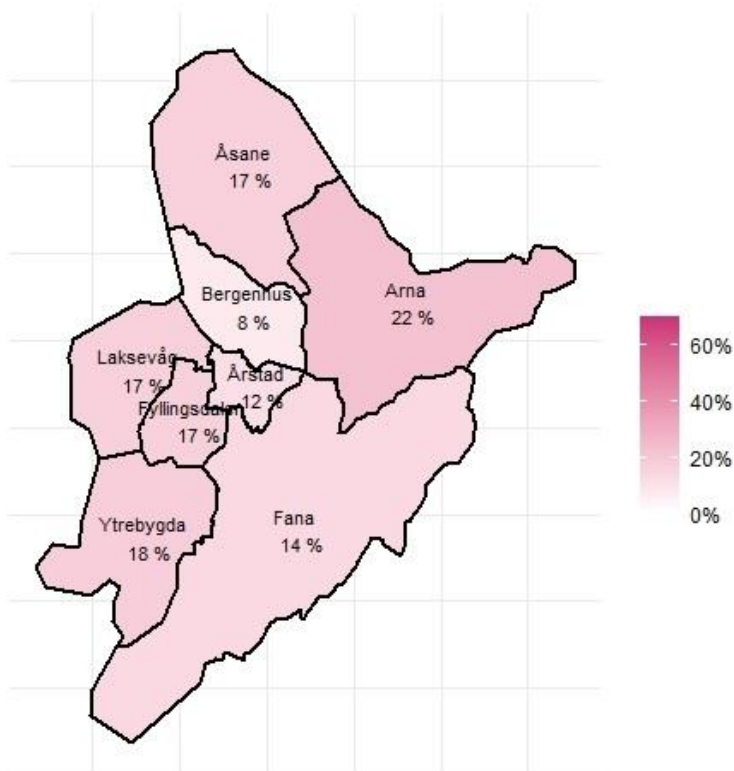 Åsane
17 %
Bergenhus
8 %
Arna
22 %
Laksevåg
17 %
Årstad
12 %
Fyllingsdalen
17 %
Ytrebygda
18 %
Fana
14 %
60%
40%
20%
0%